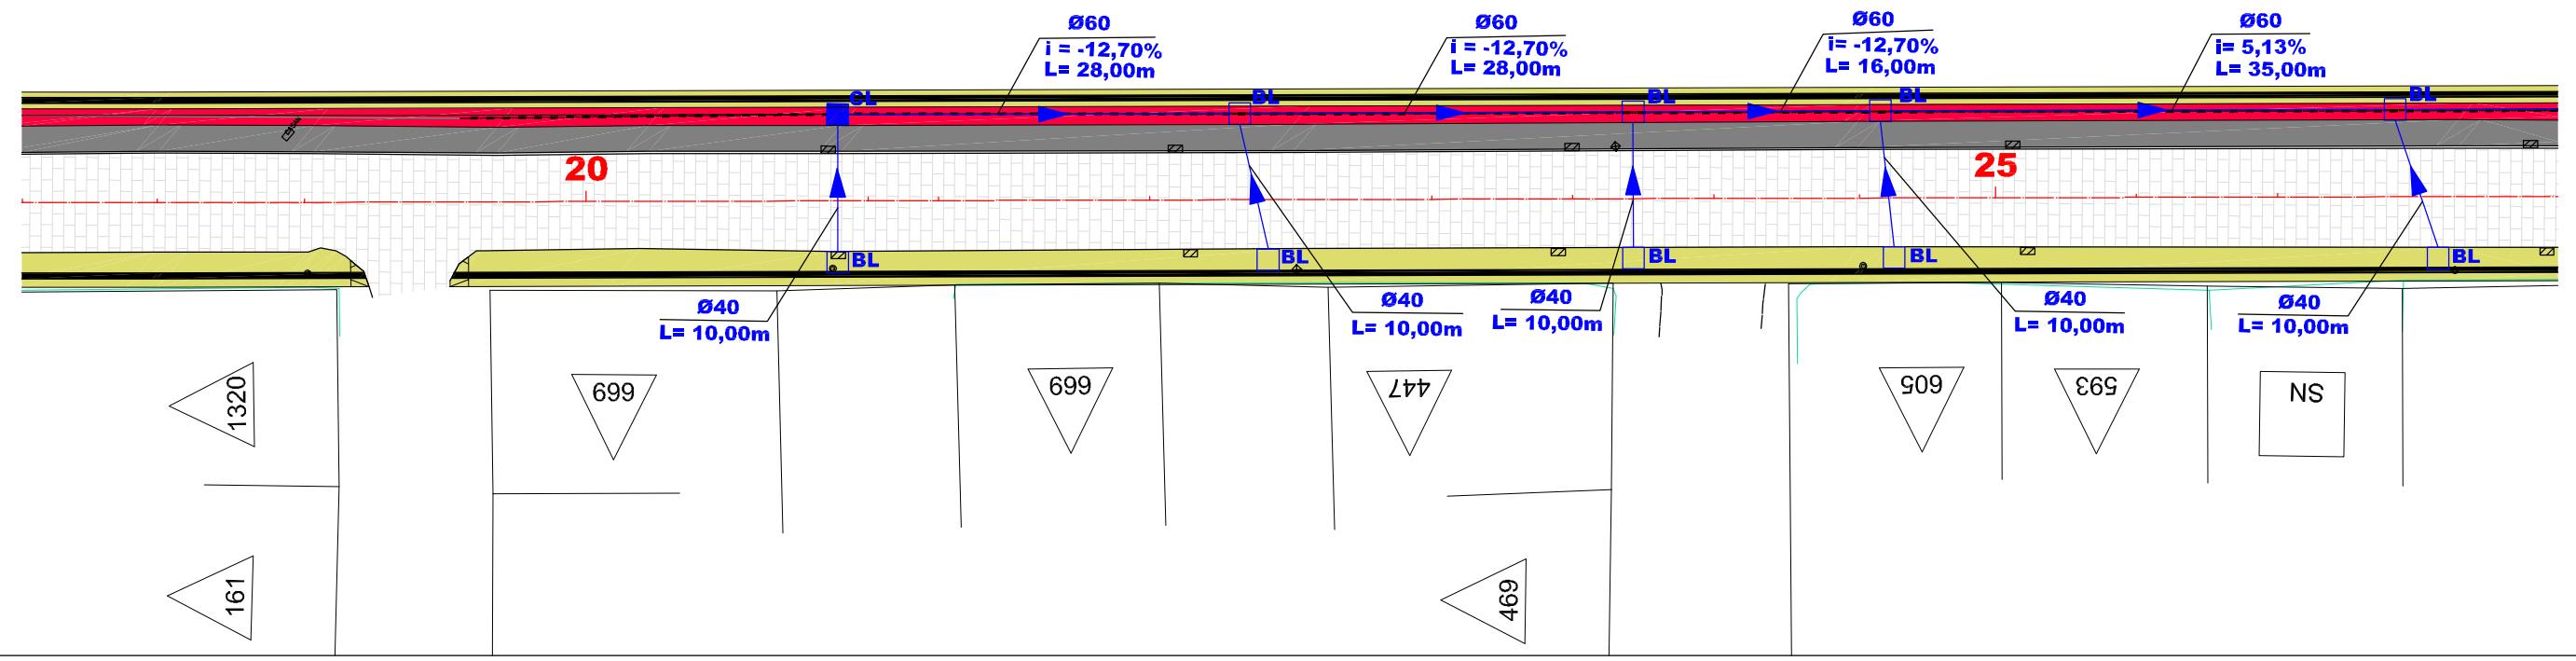 Ø60
i = -12,70%
L= 28,00m
Ø60
i = -12,70%
L= 28,00m
Ø60
i= -12,70%
L= 16,00m
Ø60
i= 5,13%
L= 35,00m
CL
BL
BL
BL
BL
20
25
BL
BL
BL
BL
BL
Ø40
L= 10,00m
Ø40
L= 10,00m
Ø40
L= 10,00m
Ø40
L= 10,00m
Ø40
L= 10,00m
1320
699
699
447
605
593
SN
161
469